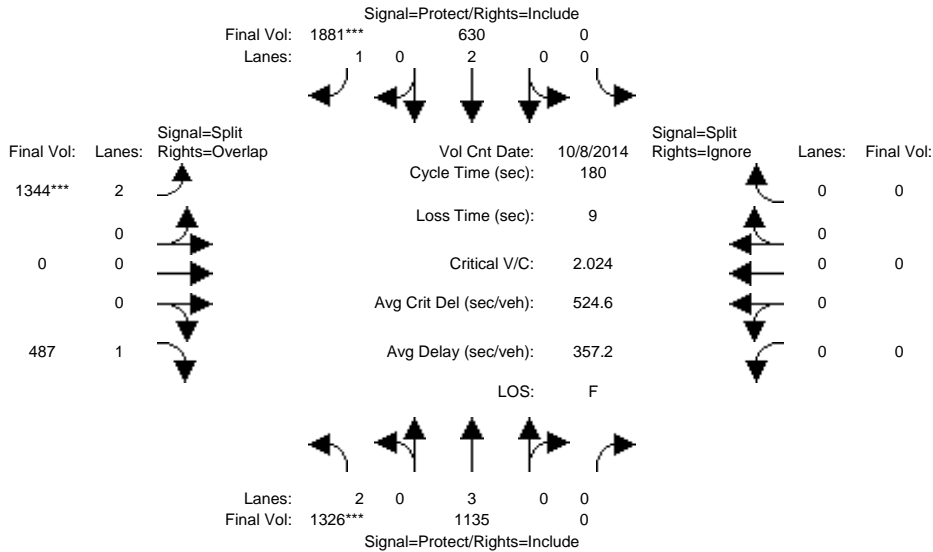 Signal=Protect/Rights=Include
Final Vol: 1881*** 630 0
Lanes: 1 0 2 0 0
Signal=Split Signal=Split
Final Vol: Lanes: Rights=Overlap Vol Cnt Date: 10/8/2014 Rights=Ignore Lanes: Final Vol:
Cycle Time (sec): 180
1344*** 2 0 0
Loss Time (sec): 9
0 0
0 0 Critical V/C: 2.024 0 0
0 Avg Crit Del (sec/veh): 524.6 0
487 1 Avg Delay (sec/veh): 357.2 0 0
LOS: F
Lanes: 2 0 3 0 0
Final Vol: 1326*** 1135 0
Signal=Protect/Rights=Include